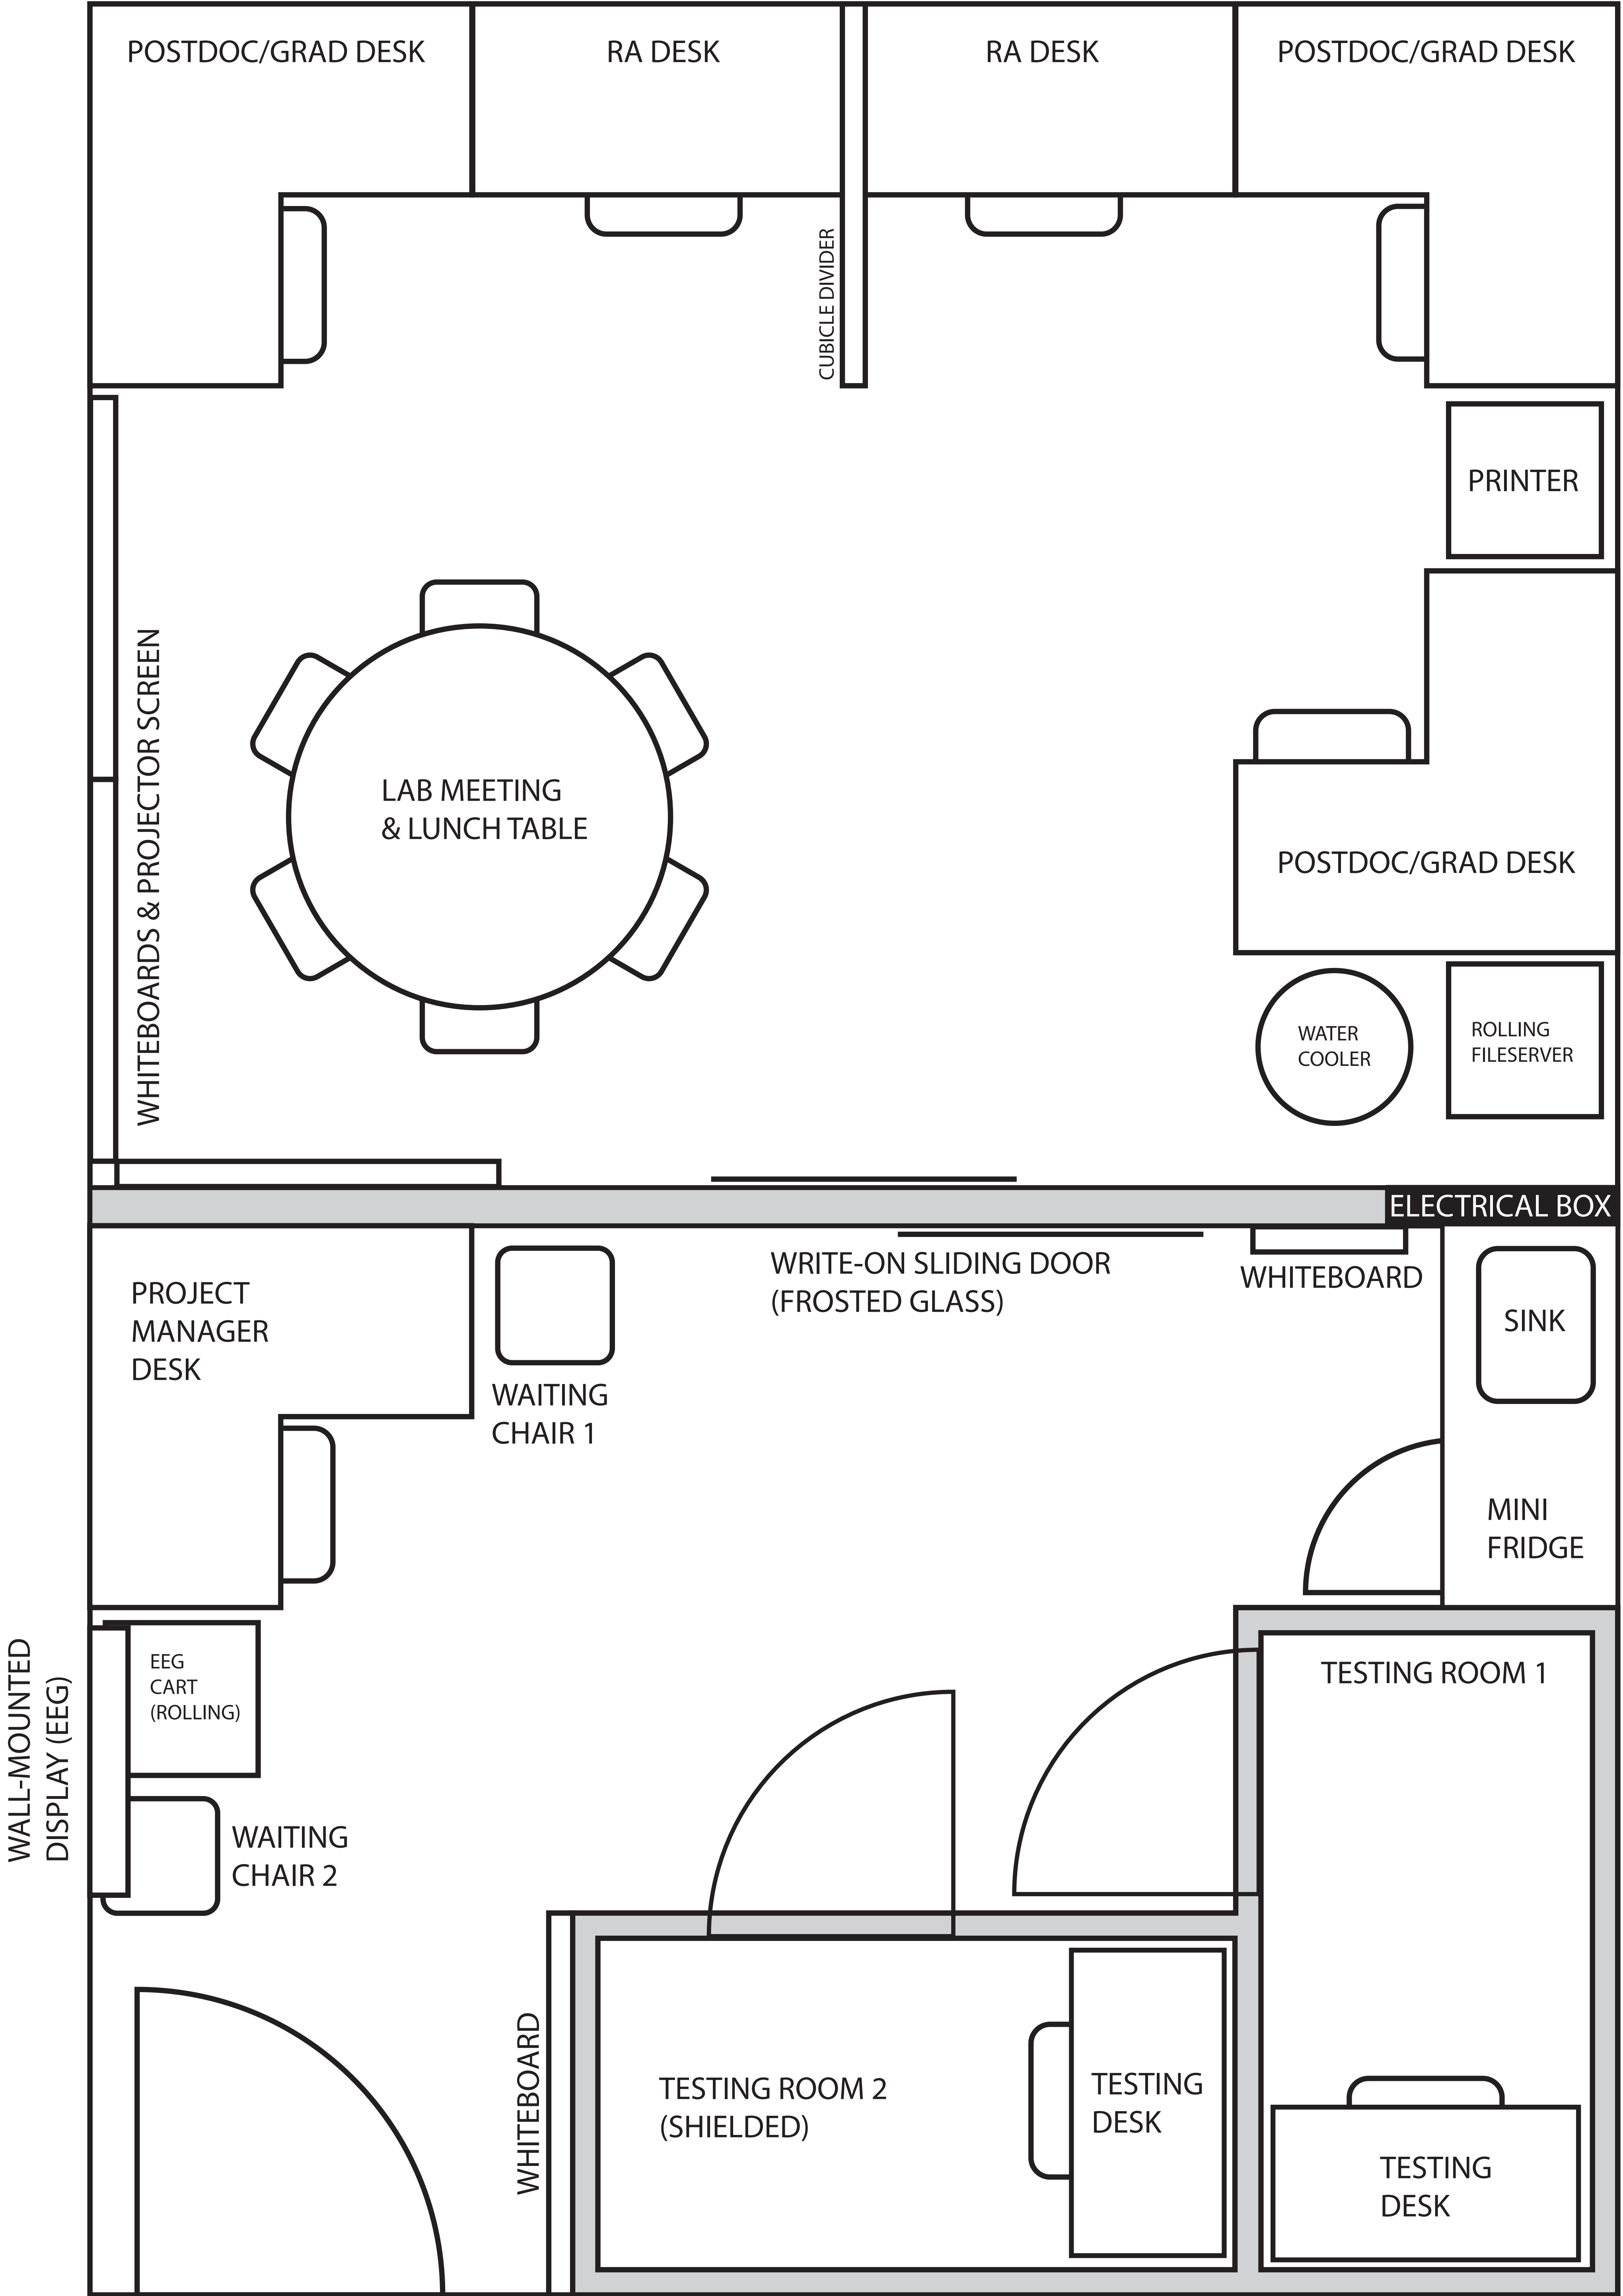 POSTDOC/GRAD DESK
RA DESK
RA DESK
POSTDOC/GRAD DESK
CUBICLE DIVIDER
PRINTER
WHITEBOARDS & PROJECTOR SCREEN
LAB MEETING
& LUNCH TABLE
POSTDOC/GRAD DESK
WATER
COOLER
ROLLING
FILESERVER
ELECTRICAL BOX
PROJECT
MANAGER
DESK
WAITING
CHAIR 1
WRITE-ON SLIDING DOOR
(FROSTED GLASS)
WHITEBOARD
SINK
MINI
FRIDGE
WALL-MOUNTED
DISPLAY (EEG)
EEG
CART
(ROLLING)
WAITING
CHAIR 2
TESTING ROOM 1
WHITEBOARD
TESTING ROOM 2
(SHIELDED)
TESTING
DESK
TESTING
DESK